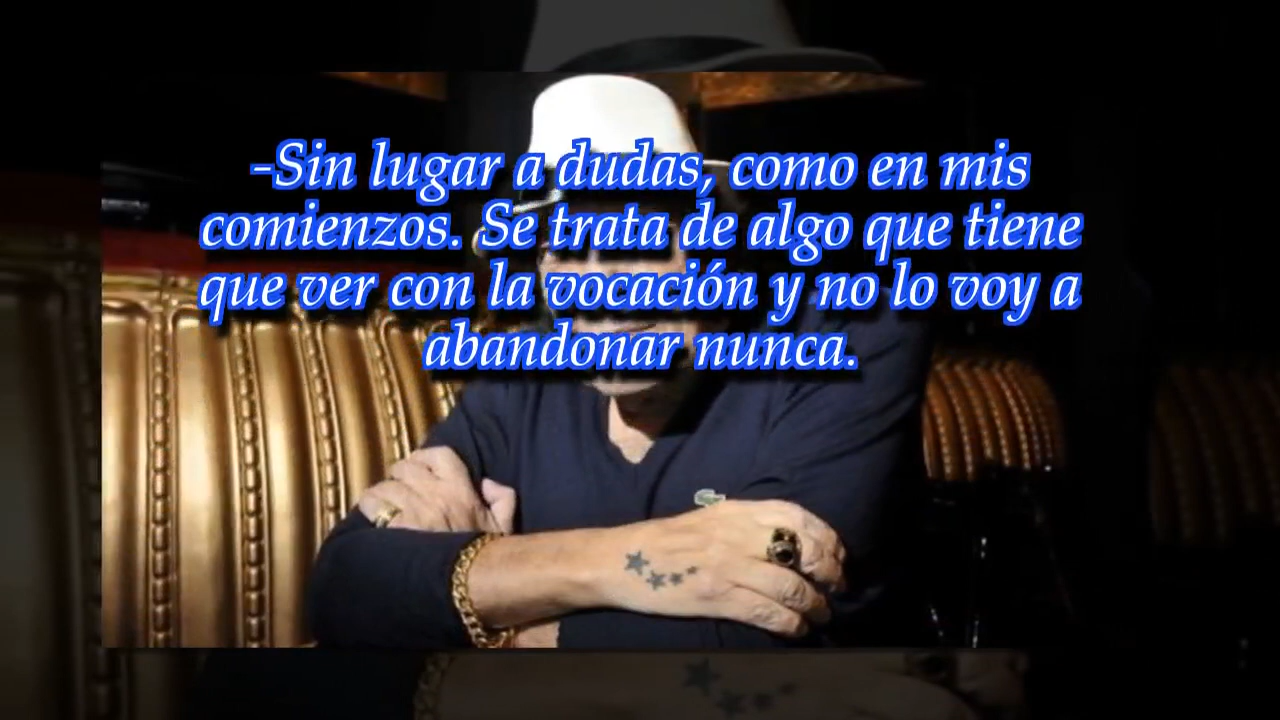 -Sin lugar a dudas, como en mis
comienzos. Se trata de algo que tiene
que ver con la vocación y no lo voy a
abandonar nunca.